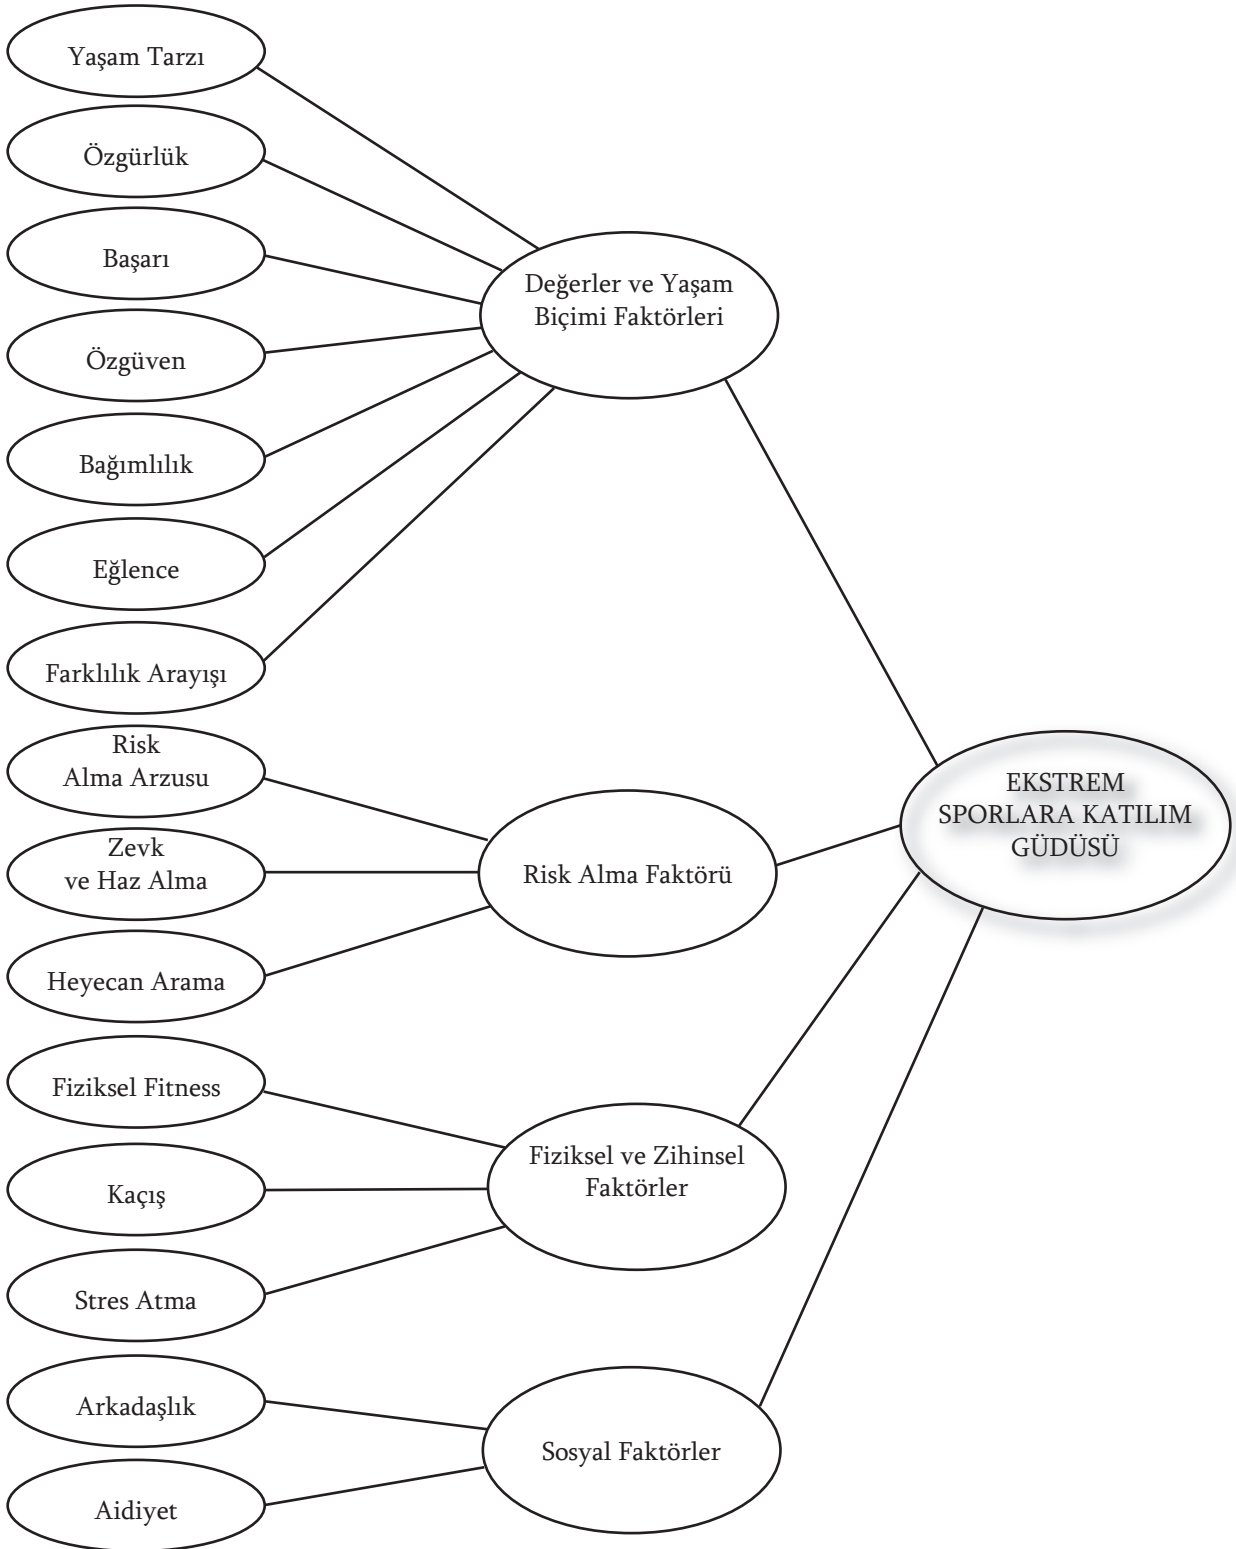 Yaşam Tarzı
Özgürlük
Başarı
Özgüven
Bağımlılık
Eğlence
Farklılık Arayışı
Risk
Alma Arzusu
Zevk
ve Haz Alma
Heyecan Arama
Fiziksel Fitness
Kaçış
Stres Atma
Arkadaşlık
Aidiyet
Değerler ve Yaşam
Biçimi Faktörleri
Risk Alma Faktörü
Fiziksel ve Zihinsel
Faktörler
Sosyal Faktörler
EKSTREM
SPORLARA KATILIM
GÜDÜSÜ